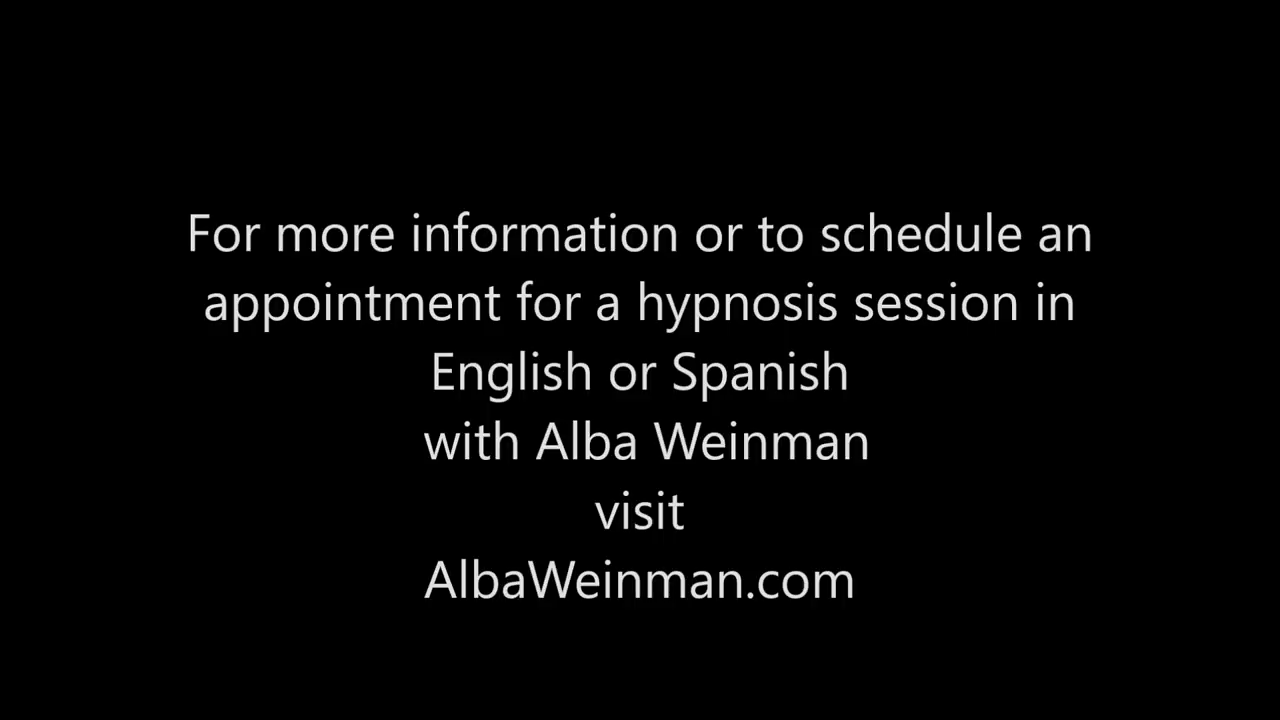 For more information or to schedule an
appointment for a hypnosis session in
English or Spanish
with Alba Weinman
visit
AlbaWeinman.com